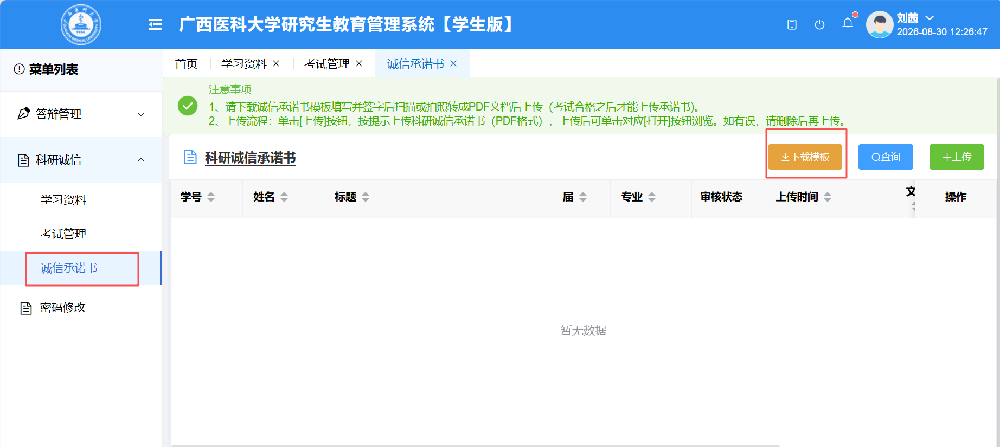 广西医科大学研究生教育管理系统【学生版】
刘茜
2026-08-30 12:26:47
菜单列表
首页
学习资料
考试管理
诚信承诺书
答辩管理
科研诚信
学习资料
考试管理
诚信承诺书
密码修改
注意事项
1、请下载诚信承诺书模板填写并签字后扫描或拍照转成PDF文档后上传（考试合格之后才能上传承诺书)。
2、上传流程：单击[上传]按钮，按提示上传科研诚信承诺书（PDF格式），上传后可单击对应[打开]按钮浏览。如有误，请删除后再上传。
科研诚信承诺书
下载模板
查询
上传
学号 姓名 标题 届 专业 审核状态 上传时间 文 操作
暂无数据